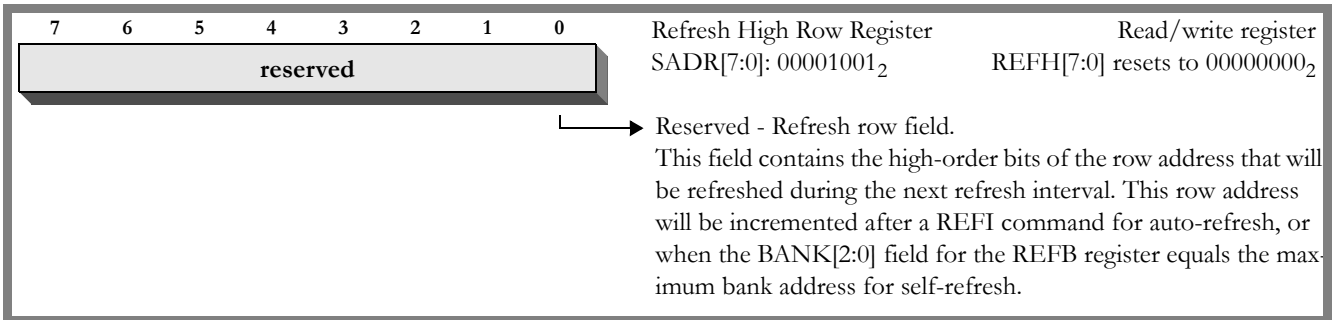 7 6 5 4 3 2 1 0
reserved
Refresh High Row Register Read/write register
SADR[7:0]: 00001001₂ REFH[7:0] resets to 00000000₂
Reserved - Refresh row field.
This field contains the high-order bits of the row address that will
be refreshed during the next refresh interval. This row address
will be incremented after a REFI command for auto-refresh, or
when the BANK[2:0] field for the REFB register equals the max-
imum bank address for self-refresh.